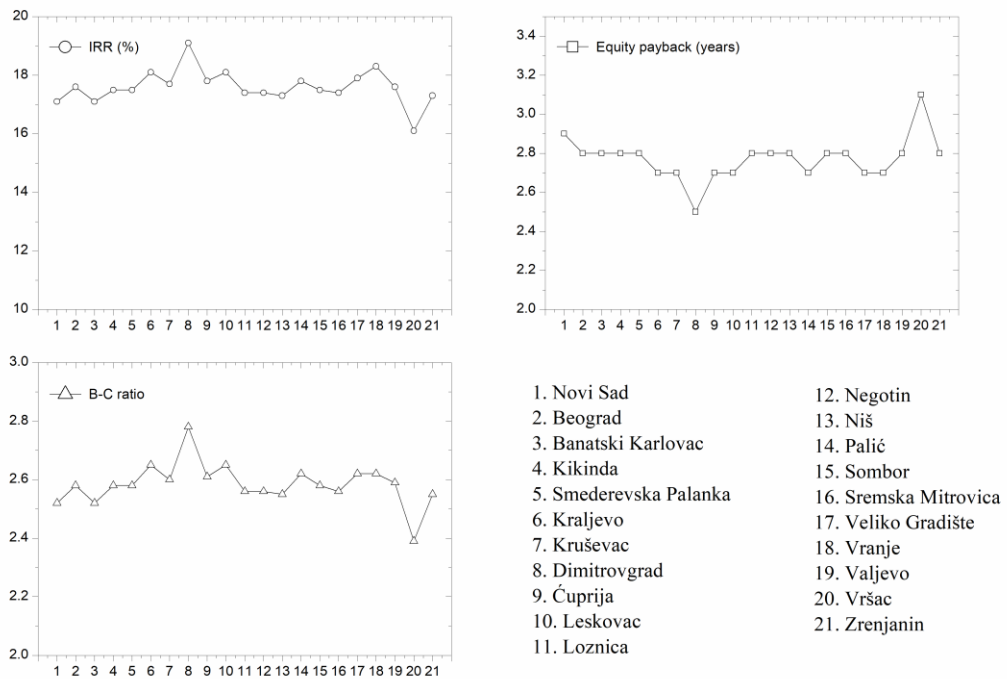 IRR (%)
20
18
16
14
12
10
1 2 3 4 5 6 7 8 9 10 11 12 13 14 15 16 17 18 19 20 21
Equity payback (years)
3.4
3.2
3.0
2.8
2.6
2.4
2.2
2.0
1 2 3 4 5 6 7 8 9 10 11 12 13 14 15 16 17 18 19 20 21
B-C ratio
3.0
2.8
2.6
2.4
2.2
2.0
1 2 3 4 5 6 7 8 9 10 11 12 13 14 15 16 17 18 19 20 21
1. Novi Sad
2. Beograd
3. Banatski Karlovac
4. Kikinda
5. Smederevska Palanka
6. Kraljevo
7. Kruševac
8. Dimitrovgrad
9. Ćuprija
10. Leskovac
11. Loznica
12. Negotin
13. Niš
14. Palić
15. Sombor
16. Sremska Mitrovica
17. Veliko Gradište
18. Vranje
19. Valjevo
20. Vršac
21. Zrenjanin